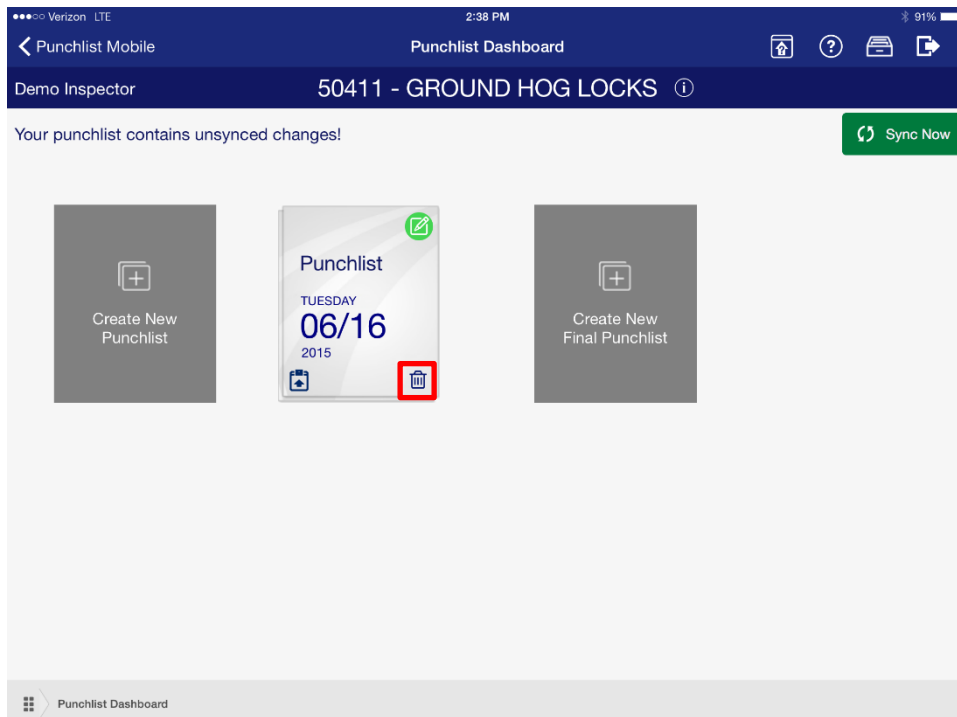 Verizon LTE
2:38 PM
91%
Punchlist Mobile
Punchlist Dashboard
Demo Inspector
50411 - GROUND HOG LOCKS
Your punchlist contains unsynced changes!
Sync Now
Create New
Punchlist
Punchlist
TUESDAY
06/16
2015
Create New
Final Punchlist
Punchlist Dashboard